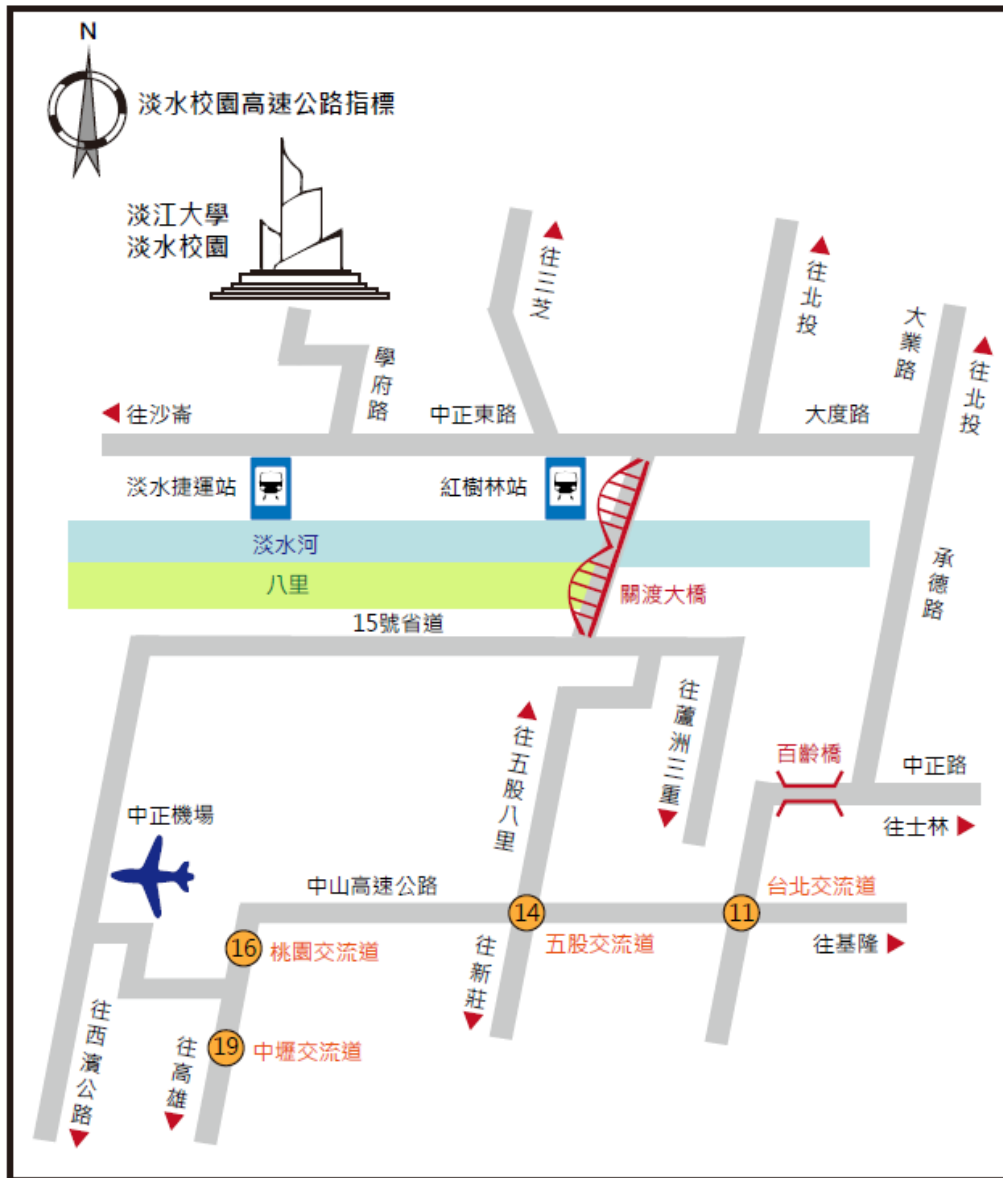 N
淡水校園高速公路指標
淡江大學
淡水校園
往三芝
往北投
大業路
往北投
學府路
往沙崙
中正東路
大度路
淡水捷運站
紅樹林站
淡水河
八里
關渡大橋
承德路
15號省道
往五股八里
往蘆洲三重
百齡橋
中正路
往士林
中正機場
中山高速公路
台北交流道
14
11
16
桃園交流道
五股交流道
往基隆
往新莊
往西濱公路
往高雄
19
中壢交流道